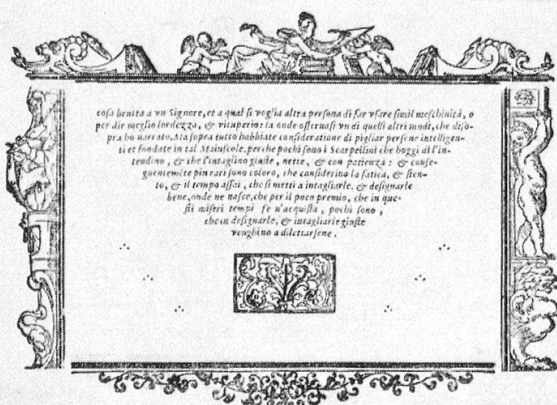 cosa brutta a vn Signore, et a qual si voglia altra persona di far vsare simil meschinità, o
per dir meglio lordezza, & vituperio: la onde osseruasi vn di quelli altri modi, che diso-
pra ho narrato. Ma sopra tutto habbiate consideratione di pigliar persone intelligen-
ti et fondate in tal Maiuscole. perche pochi sono i Scarpellini che hoggi dì l'in-
tendino, & che l'intaglino giuste, nette, & con patienza: & conse-
guentemẽte pin rari sono coloro, che considerino la fatica, & sten-
to, & il tempo assai, che si metti a intagliarle, & designarle
bene, onde ne nasce, che per il poco premio, che in que-
sti miseri tempi se n'acquista, pochi sono,
che in designarle, & intagliarle giuste
venghino a dilettarsene.